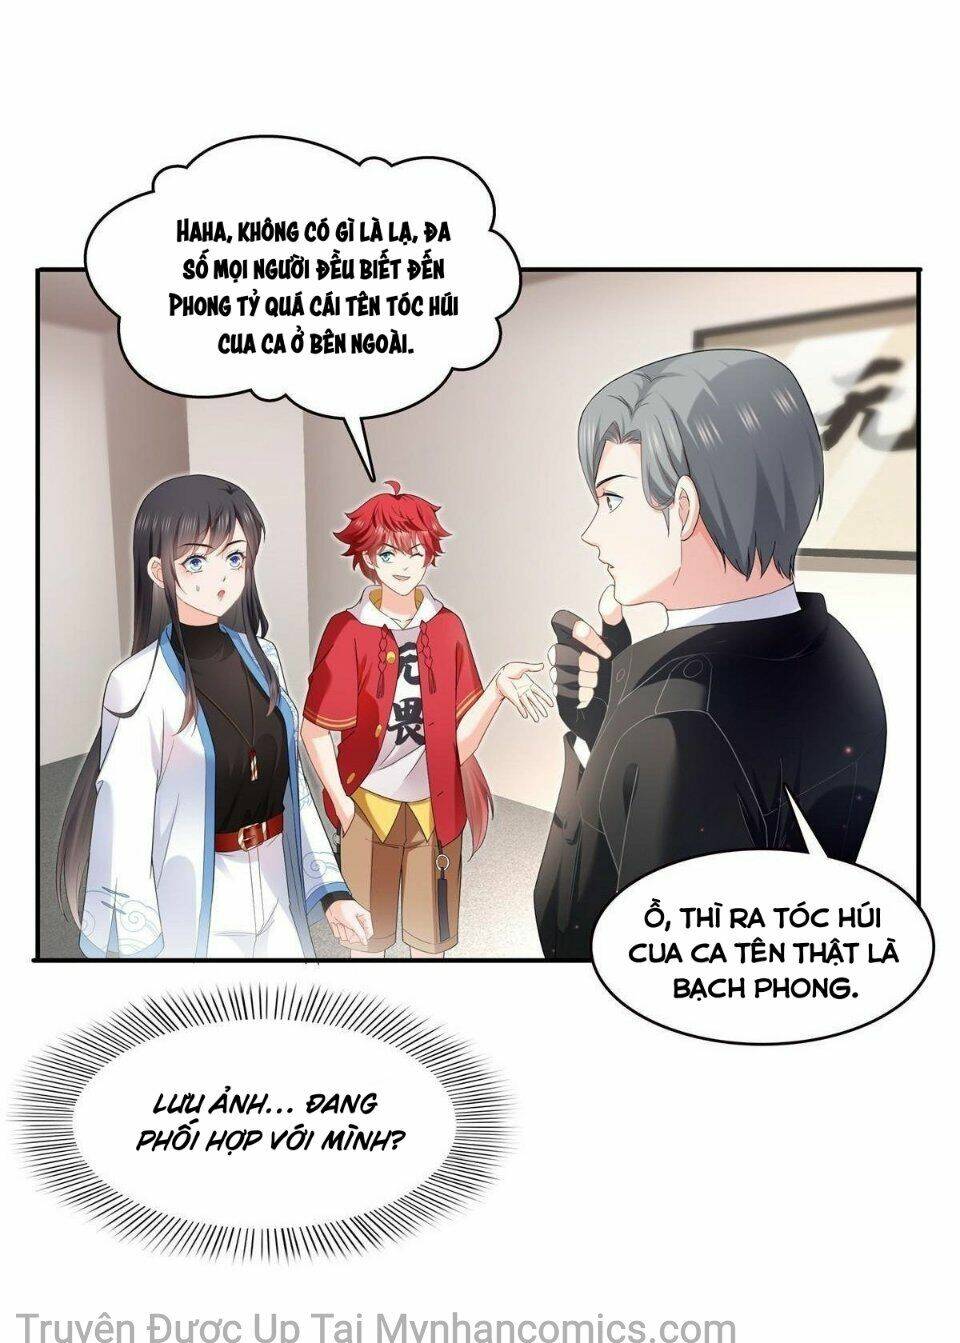 HAHA, KHÔNG CÓ GÌ LÀ LẠ, ĐA
SỐ MỌI NGƯỜI ĐỀU BIẾT ĐẾN
PHONG TỶ QUÁ CÁI TÊN TÓC HÚI
CUA CA Ở BÊN NGOÀI.
无畏
Ồ, THÌ RA TÓC HÚI
CUA CA TÊN THẬT LÀ
BẠCH PHONG.
LƯU ẢNH... ĐANG
PHỐI HỢP VỚI MÌNH?
Truyện Được Up Tại Mynhancomics.com